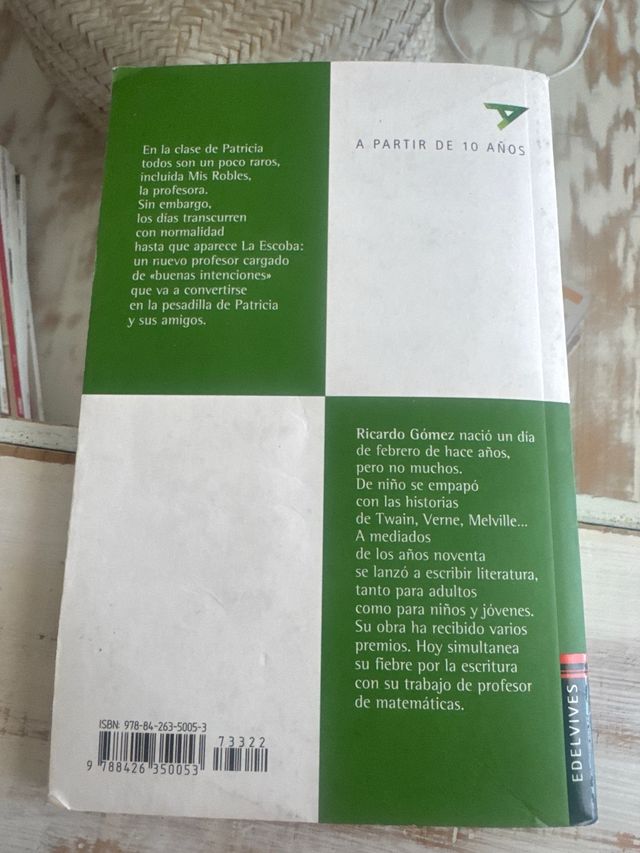 En la clase de Patricia
todos son un poco raros,
incluida Mis Robles,
la profesora.
Sin embargo,
los días transcurren
con normalidad
hasta que aparece La Escoba:
un nuevo profesor cargado
de «buenas intenciones»
que va a convertirse
en la pesadilla de Patricia
y sus amigos.
A PARTIR DE 10 AÑOS
Ricardo Gómez nació un día
de febrero de hace años,
pero no muchos.
De niño se empapó
con las historias
de Twain, Verne, Melville...
A mediados
de los años noventa
se lanzó a escribir literatura,
tanto para adultos
como para niños y jóvenes.
Su obra ha recibido varios
premios. Hoy simultanea
su fiebre por la escritura
con su trabajo de profesor
de matemáticas.
ISBN: 978-84-263-5005-3
73322
9 788426 350053
EDELVIVES